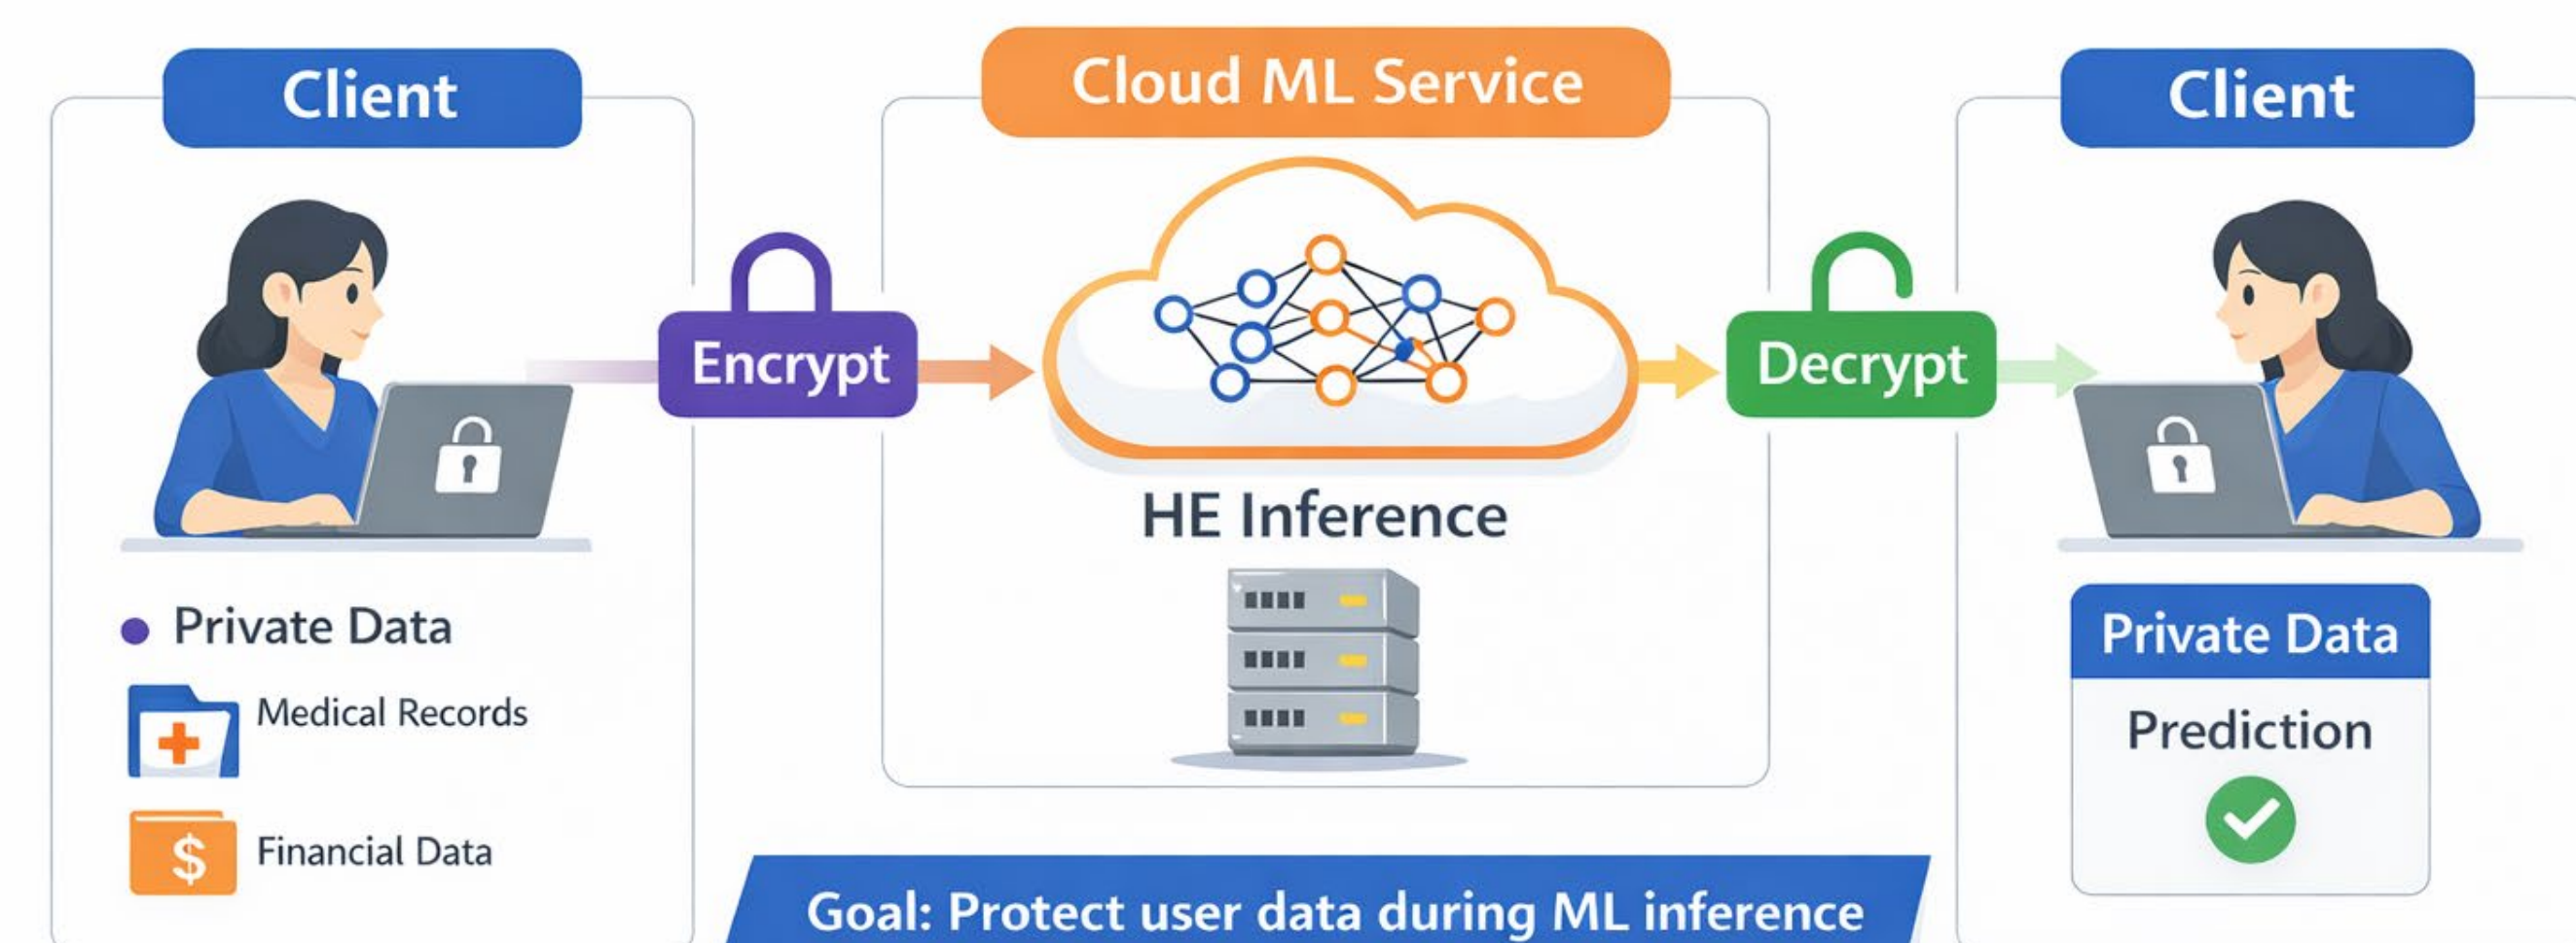 Client
Private Data
Medical Records
$
Financial Data
Encrypt
Cloud ML Service
HE Inference
Decrypt
Client
Private Data
Prediction
Goal: Protect user data during ML inference